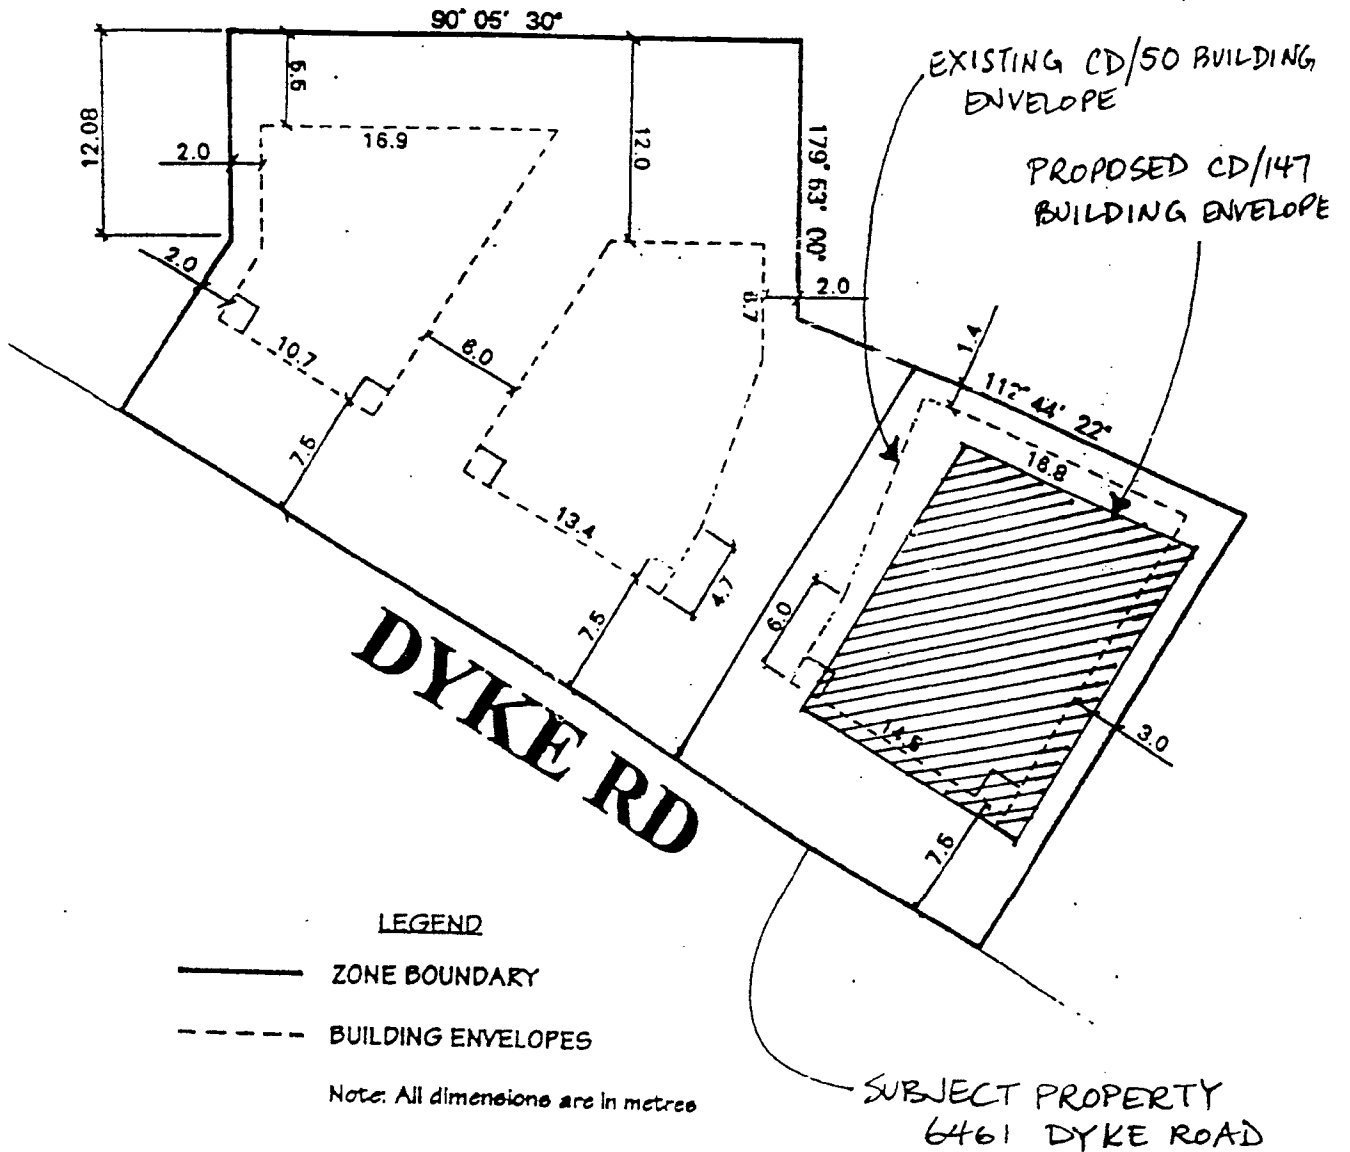 90° 05' 30"
EXISTING CD/50 BUILDING
ENVELOPE
5.5
12.08
16.9
12.0
2.0
179° 53' 00"
PROPOSED CD/147
BUILDING ENVELOPE
2.0
8.7
2.0
1.4
10.7
6.0
112° 44' 22"
18.8
7.5
13.4
4.7
6.0
7.5
DYKE RD
14.6
3.0
7.5
LEGEND
ZONE BOUNDARY
BUILDING ENVELOPES
Note: All dimensions are in metres
SUBJECT PROPERTY
6461 DYKE ROAD